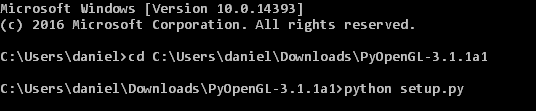 Microsoft Windows [Version 10.0.14393]
(c) 2016 Microsoft Corporation. All rights reserved.
C:\Users\daniel>cd C:\Users\daniel\Downloads\PyOpenGL-3.1.1a1
C:\Users\daniel\Downloads\PyOpenGL-3.1.1a1>python setup.py